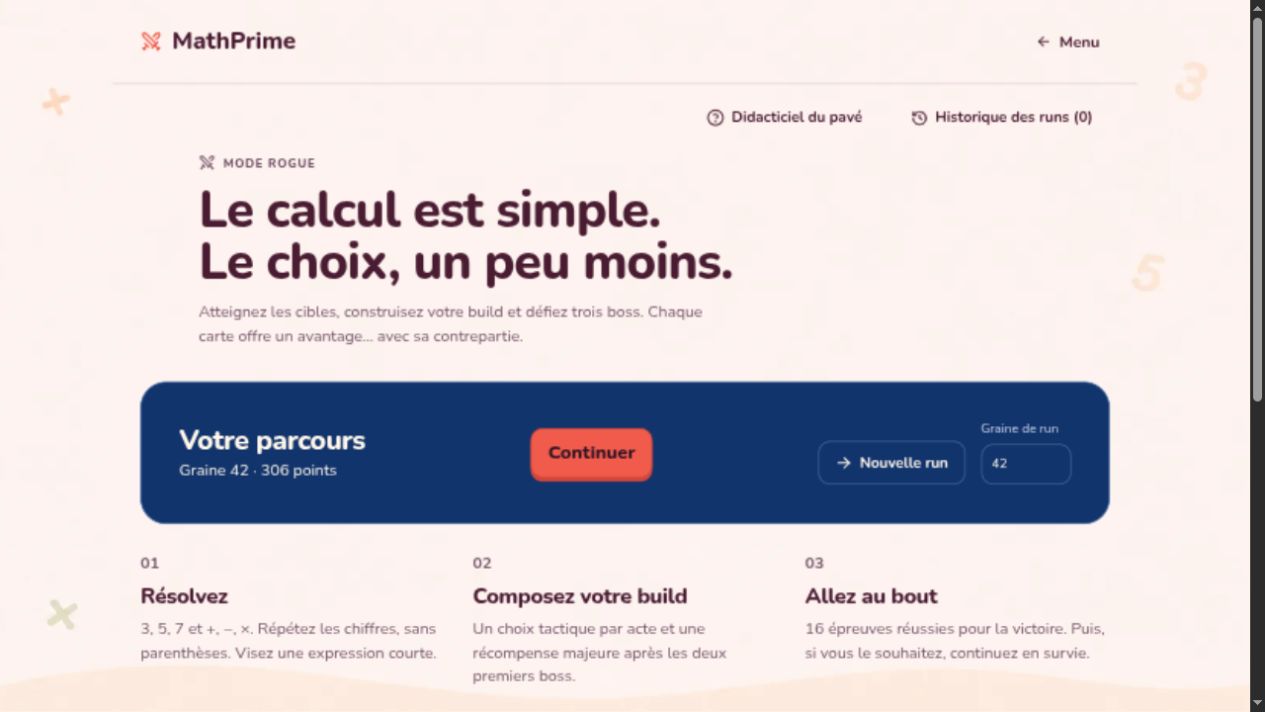 MathPrime
← Menu
Didacticiel du pavé
Historique des runs (0)
MODE ROGUE
Le calcul est simple.
Le choix, un peu moins.
Atteignez les cibles, construisez votre build et défiez trois boss. Chaque
carte offre un avantage... avec sa contrepartie.
Votre parcours
Graine 42 · 306 points
Continuer
→ Nouvelle run
Graine de run
42
01
Résolvez
3, 5, 7 et +, −, ×. Répétez les chiffres, sans
parenthèses. Visez une expression courte.
02
Composez votre build
Un choix tactique par acte et une
récompense majeure après les deux
premiers boss.
03
Allez au bout
16 épreuves réussies pour la victoire. Puis,
si vous le souhaitez, continuez en survie.
×
3
5
×